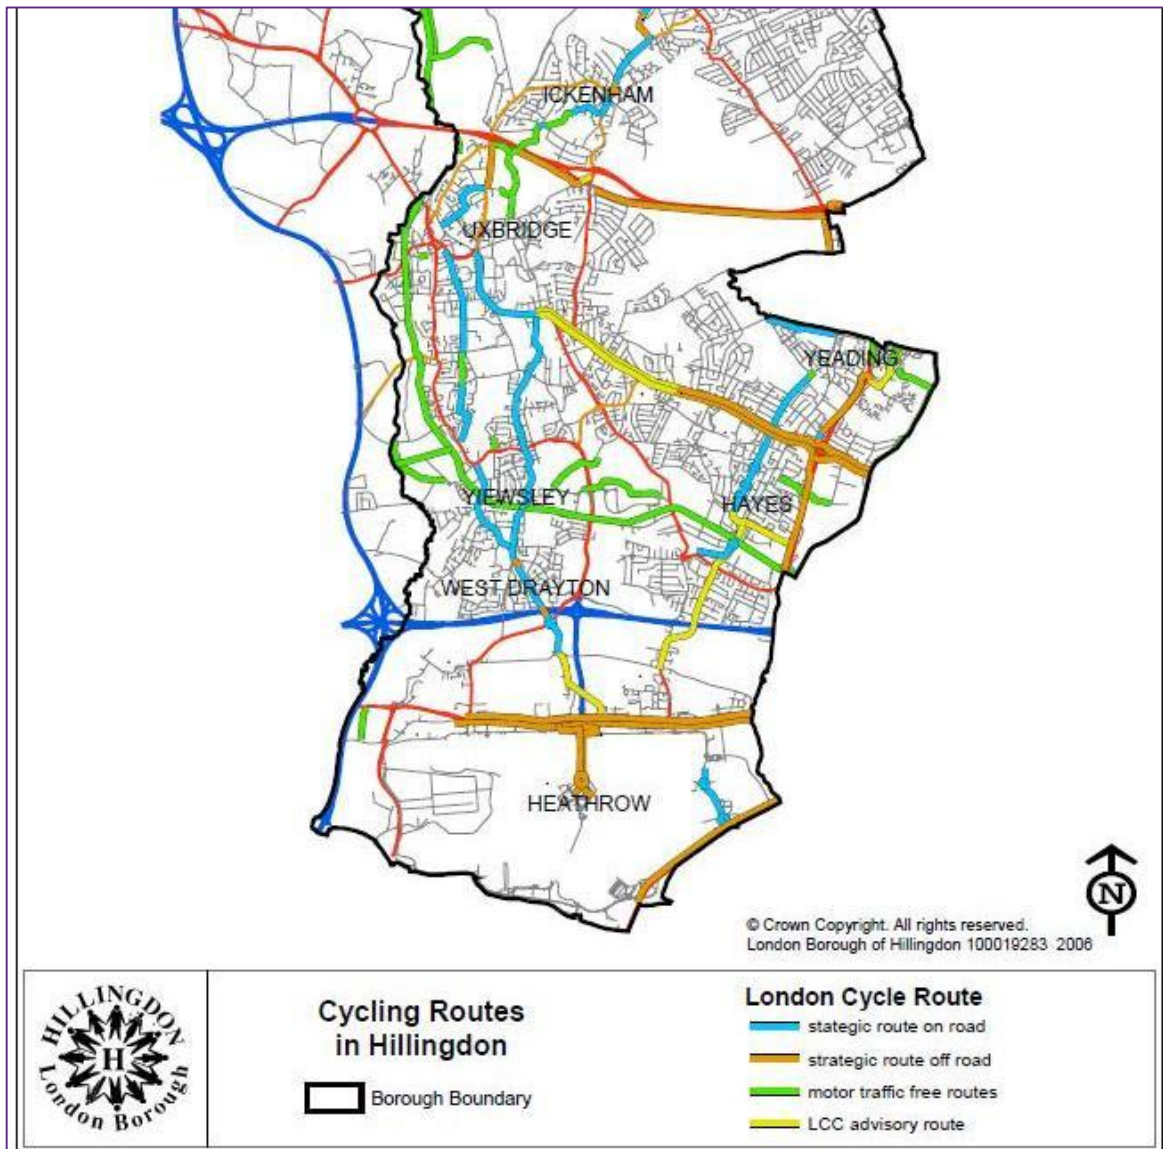 ICKENHAM
UXBRIDGE
YEADING
YIEWSLEY
HAYES
WEST DRAYTON
HEATHROW
N
© Crown Copyright. All rights reserved.
London Borough of Hillingdon 100019283 2006
HILLINGDON
H
London Borough
Cycling Routes
in Hillingdon
Borough Boundary
London Cycle Route
stategic route on road
strategic route off road
motor traffic free routes
LCC advisory route